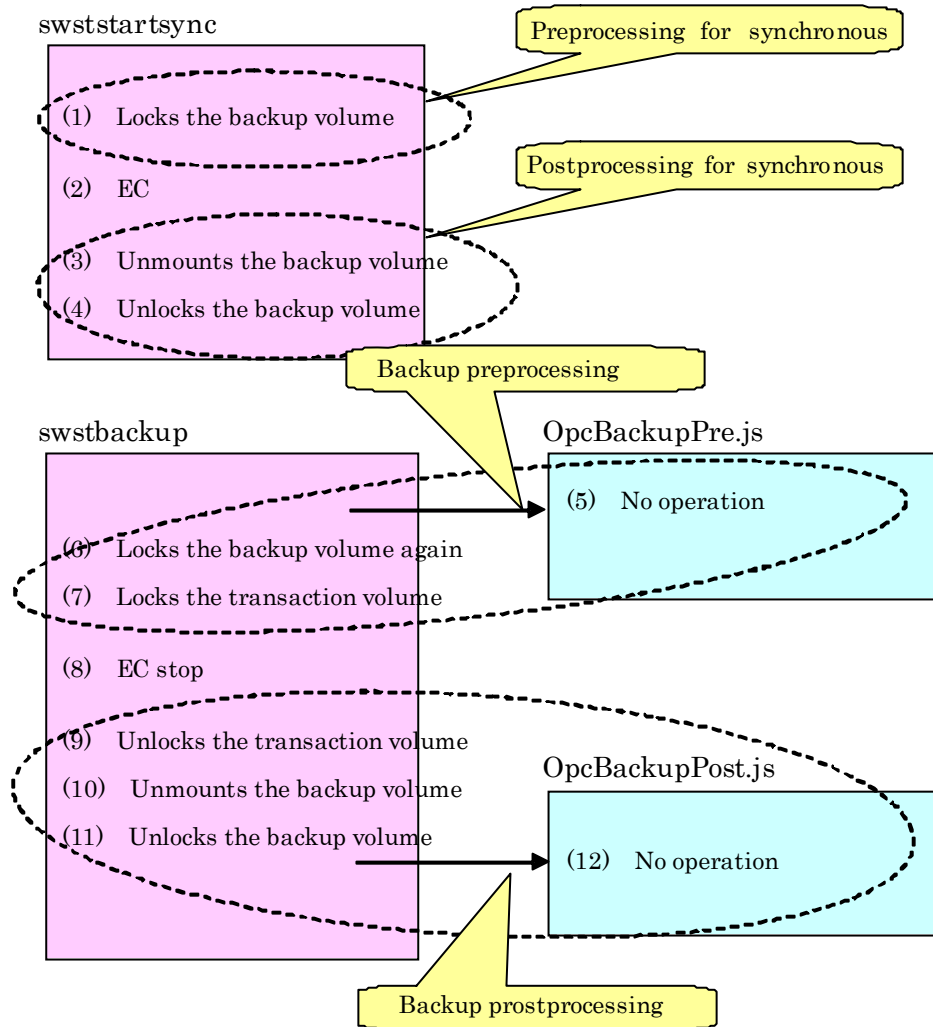 swststartsync
Preprocessing for synchronous
(1) Locks the backup volume
Postprocessing for synchronous
(2) EC
(3) Unmounts the backup volume
(4) Unlocks the backup volume
Backup preprocessing
swstbackup
OpcBackupPre.js
(5) No operation
(6) Locks the backup volume again
(7) Locks the transaction volume
(8) EC stop
(9) Unlocks the transaction volume
OpcBackupPost.js
(10) Unmounts the backup volume
(11) Unlocks the backup volume
(12) No operation
Backup prostprocessing